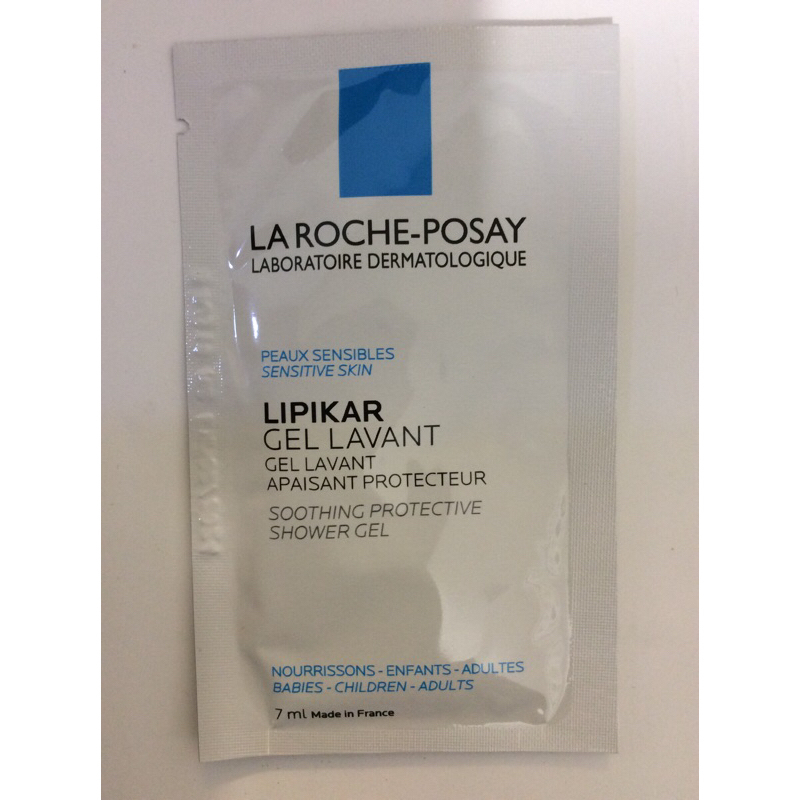 LA ROCHE-POSAY
LABORATOIRE DERMATOLOGIQUE
PEAUX SENSIBLES
SENSITIVE SKIN
LIPIKAR
GEL LAVANT
GEL LAVANT
APAISANT PROTECTEUR
SOOTHING PROTECTIVE
SHOWER GEL
NOURRISSONS - ENFANTS - ADULTES
BABIES - CHILDREN - ADULTS
7 ml Made in France